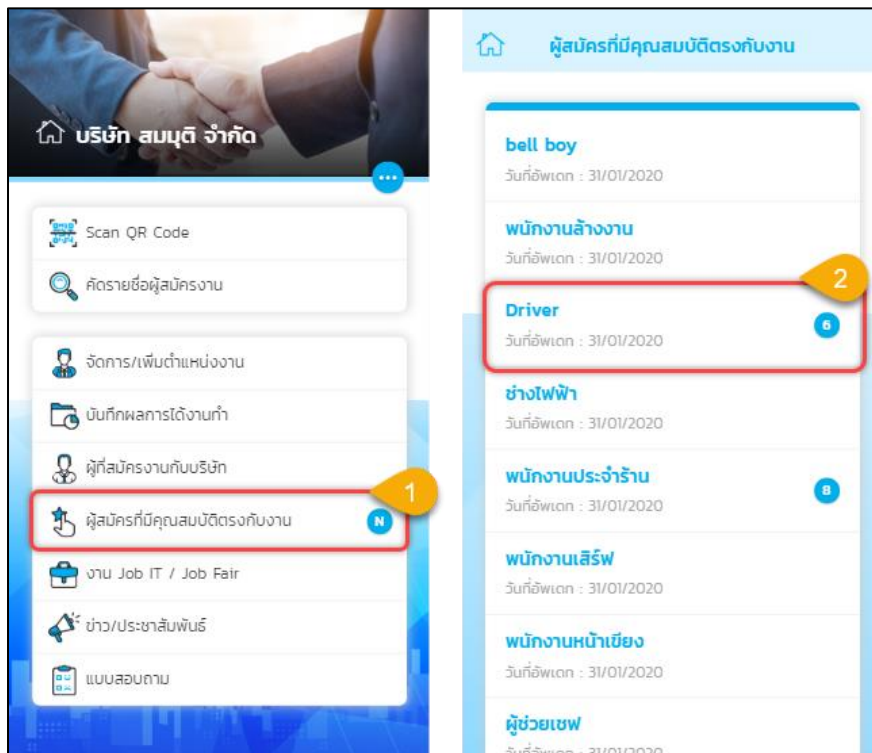 บริษัท สมมุติ จำกัด
Scan QR Code
คัดรายชื่อผู้สมัครงาน
จัดการ/เพิ่มตำแหน่งงาน
บันทึกผลการได้งานทำ
ผู้ที่สมัครงานกับบริษัท
1
ผู้สมัครที่มีคุณสมบัติตรงกับงาน
N
งาน Job IT / Job Fair
ข่าว/ประชาสัมพันธ์
แบบสอบถาม
ผู้สมัครที่มีคุณสมบัติตรงกับงาน
bell boy
วันที่อัพเดท : 31/01/2020
พนักงานล้างงาน
วันที่อัพเดท : 31/01/2020
2
Driver
6
วันที่อัพเดท : 31/01/2020
ช่างไฟฟ้า
วันที่อัพเดท : 31/01/2020
พนักงานประจำร้าน
8
วันที่อัพเดท : 31/01/2020
พนักงานเสิร์ฟ
วันที่อัพเดท : 31/01/2020
พนักงานหน้าเขียง
วันที่อัพเดท : 31/01/2020
ผู้ช่วยเชฟ
วันที่อัพเดท : 31/01/2020